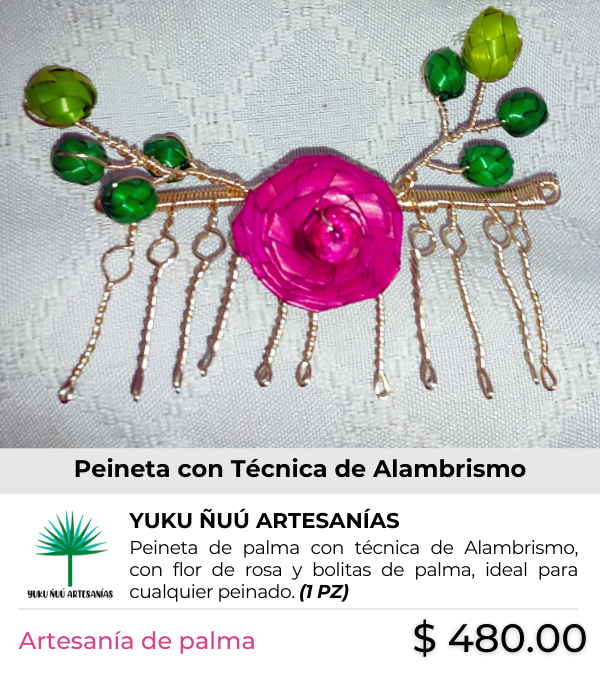 Peineta con Técnica de Alambrismo
YUKU ÑUÚ ARTESANÍAS
Peineta de palma con técnica de Alambrismo,
con flor de rosa y bolitas de palma, ideal para
cualquier peinado. (1 PZ)
YUKU ÑUÚ ARTESANÍAS
Artesanía de palma
$ 480.00